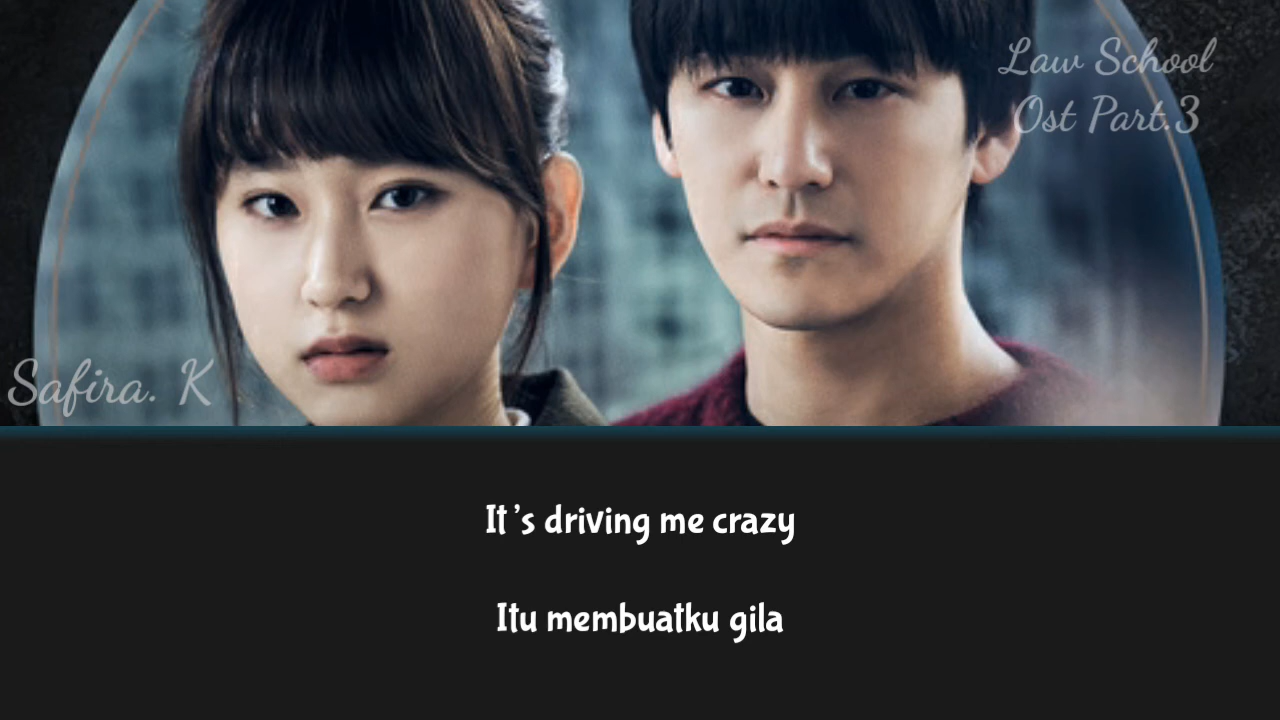 Law School
Ost Part.3
Safira. K
It's driving me crazy
Itu membuatku gila